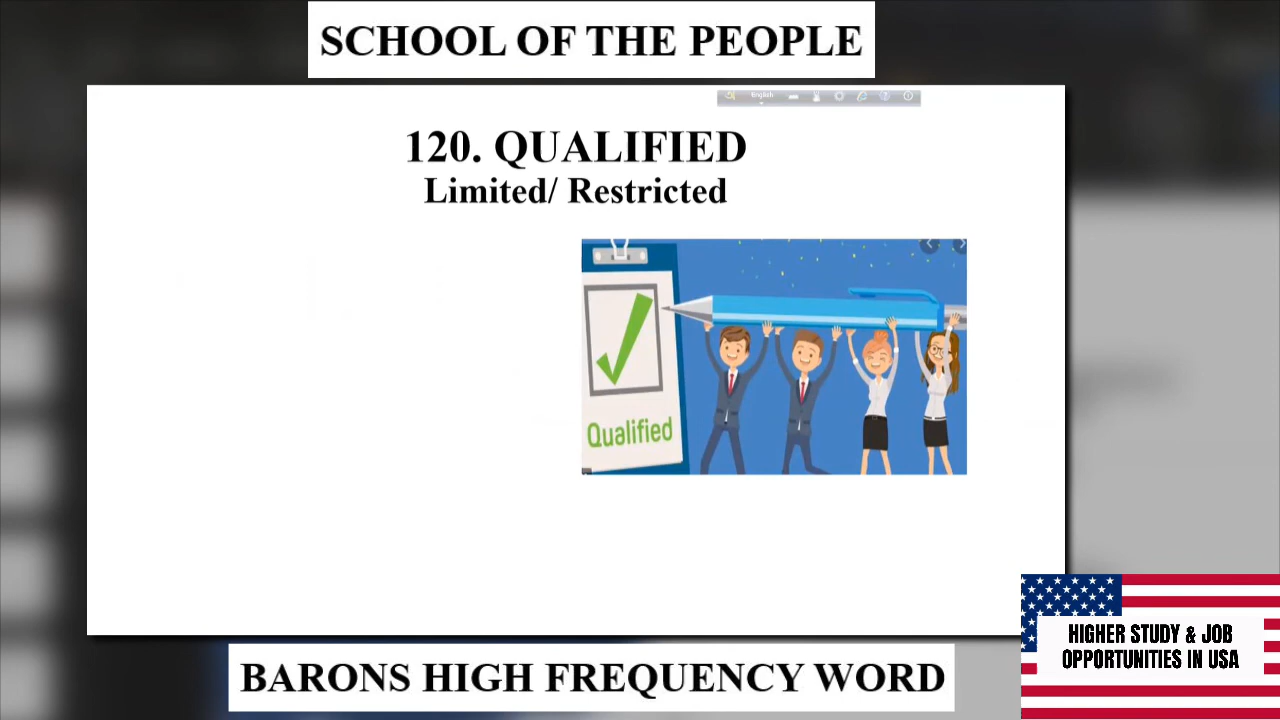 SCHOOL OF THE PEOPLE
English
120. QUALIFIED
Limited/ Restricted
Qualified
HIGHER STUDY & JOB
OPPORTUNITIES IN USA
BARONS HIGH FREQUENCY WORD